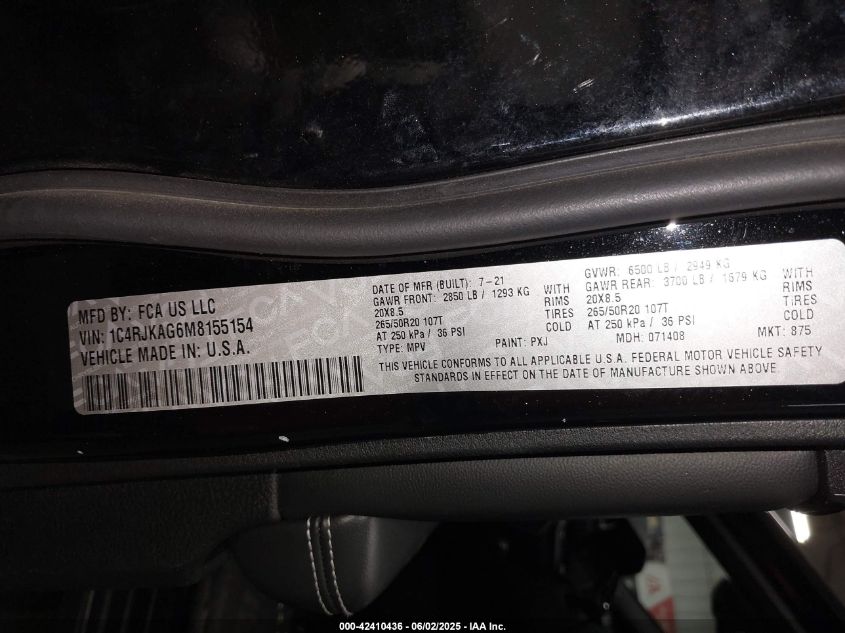 MFD BY: FCA US LLC
VIN: 1C4RJKAG6M8155154
VEHICLE MADE IN: U.S.A.
DATE OF MFR (BUILT): 7-21
GAWR FRONT: 2850 LB / 1293 KG WITH
20X8.5 RIMS
265/50R20 107T TIRES
AT 250 kPa / 36 PSI COLD
TYPE: MPV PAINT: PXJ
GVWR: 6500 LB / 2949 KG
GAWR REAR: 3700 LB / 1679 KG WITH
20X8.5 RIMS
265/50R20 107T TIRES
AT 250 kPa / 36 PSI COLD
MDH: 071408 MKT: 875
THIS VEHICLE CONFORMS TO ALL APPLICABLE U.S. FEDERAL MOTOR VEHICLE SAFETY
STANDARDS IN EFFECT ON THE DATE OF MANUFACTURE SHOWN ABOVE.
000-42410436 - 06/02/2025 - IAA Inc.